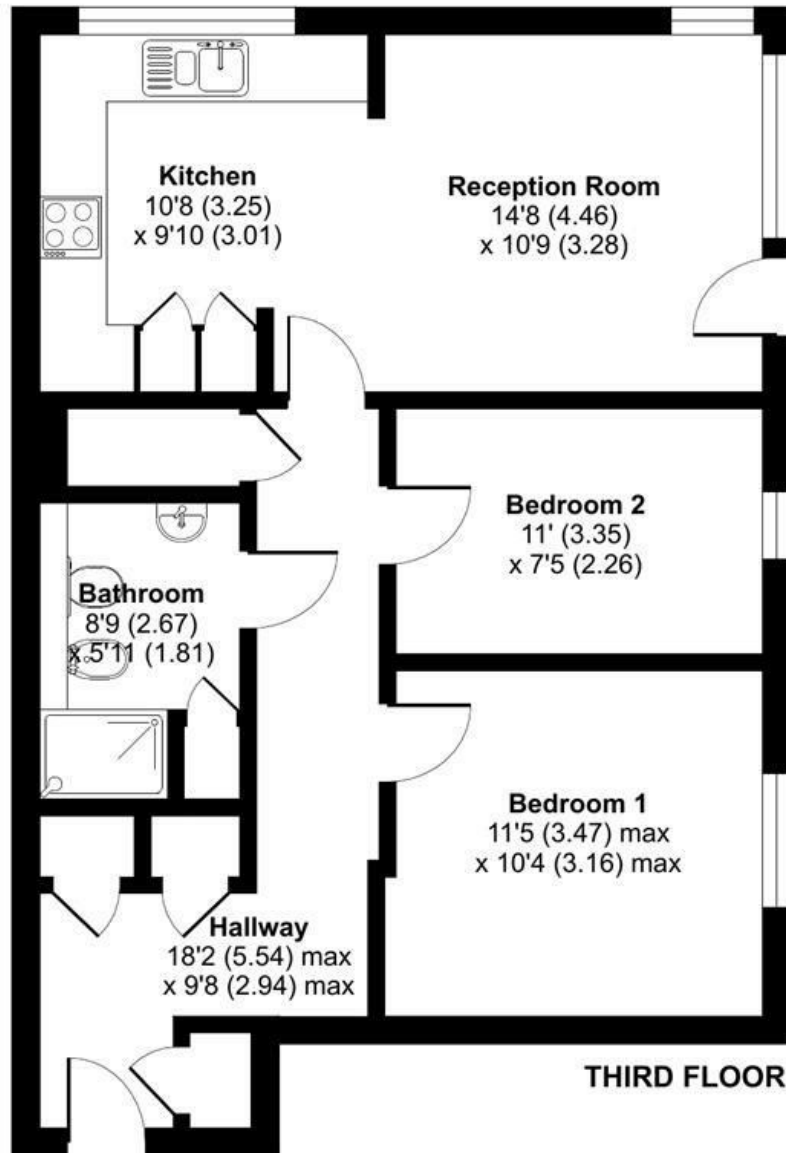 Kitchen
10'8 (3.25)
x 9'10 (3.01)
Reception Room
14'8 (4.46)
x 10'9 (3.28)
Bedroom 2
11' (3.35)
x 7'5 (2.26)
Bathroom
8'9 (2.67)
x 5'11 (1.81)
Bedroom 1
11'5 (3.47) max
x 10'4 (3.16) max
Hallway
18'2 (5.54) max
x 9'8 (2.94) max
THIRD FLOOR